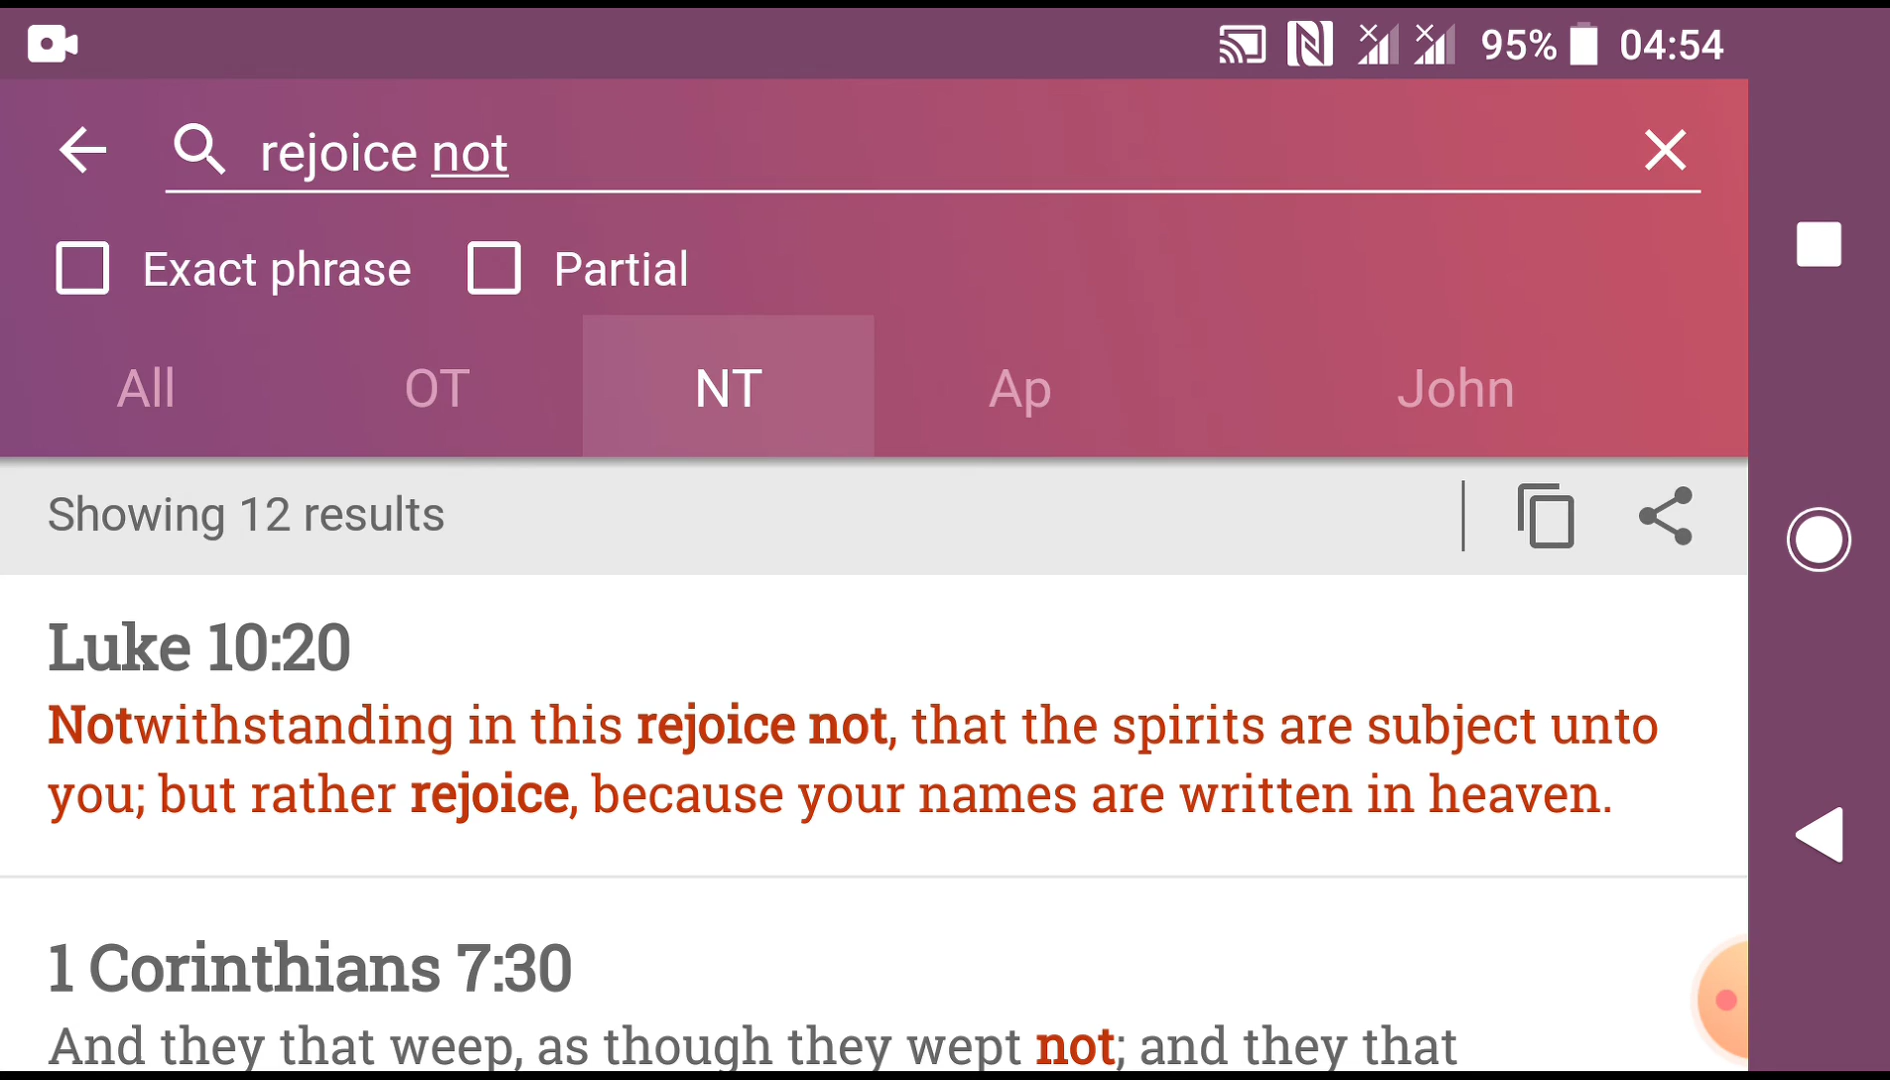 95% 04:54
rejoice not
Exact phrase Partial
All OT NT Ap John
Showing 12 results
Luke 10:20
Notwithstanding in this rejoice not, that the spirits are subject unto
you; but rather rejoice, because your names are written in heaven.
1 Corinthians 7:30
And they that weep, as though they wept not; and they that